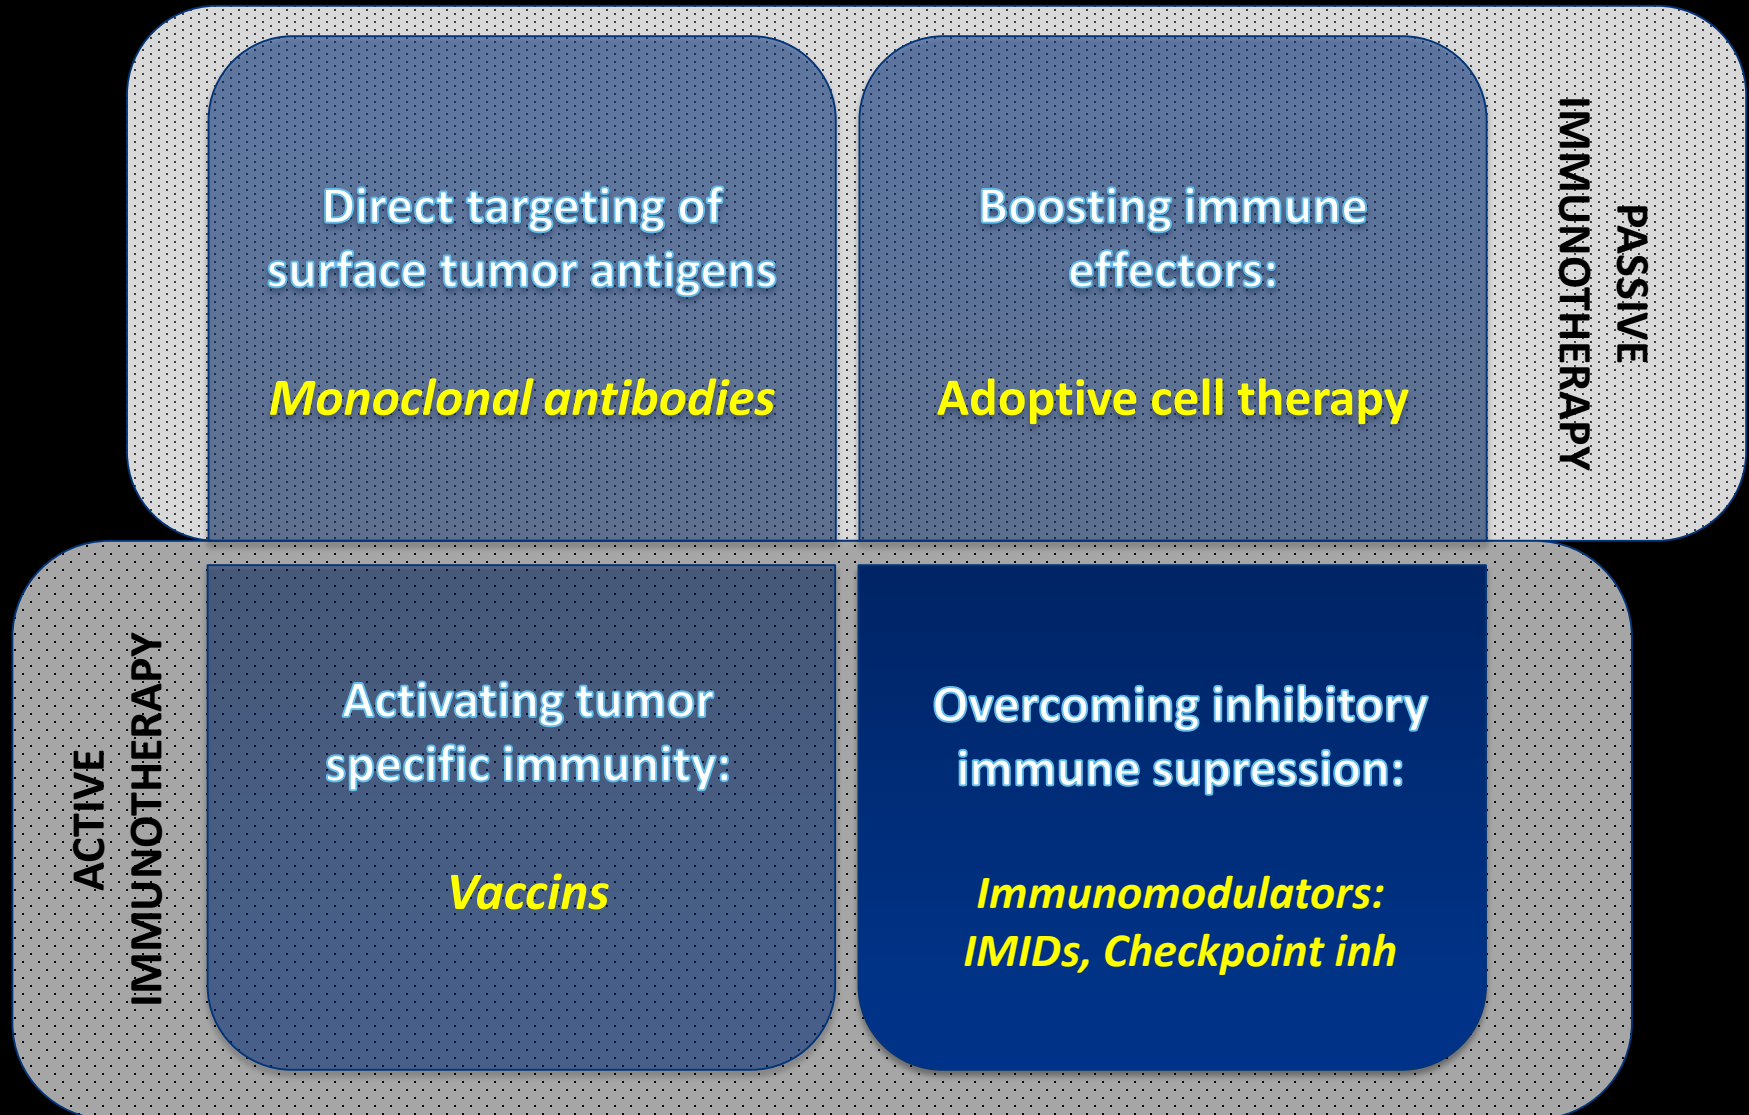 Direct targeting of
surface tumor antigens
Monoclonal antibodies
Boosting immune
effectors:
Adoptive cell therapy
PASSIVE
IMMUNOTHERAPY
ACTIVE
IMMUNOTHERAPY
Activating tumor
specific immunity:
Vaccins
Overcoming inhibitory
immune supression:
Immunomodulators:
IMIDs, Checkpoint inh